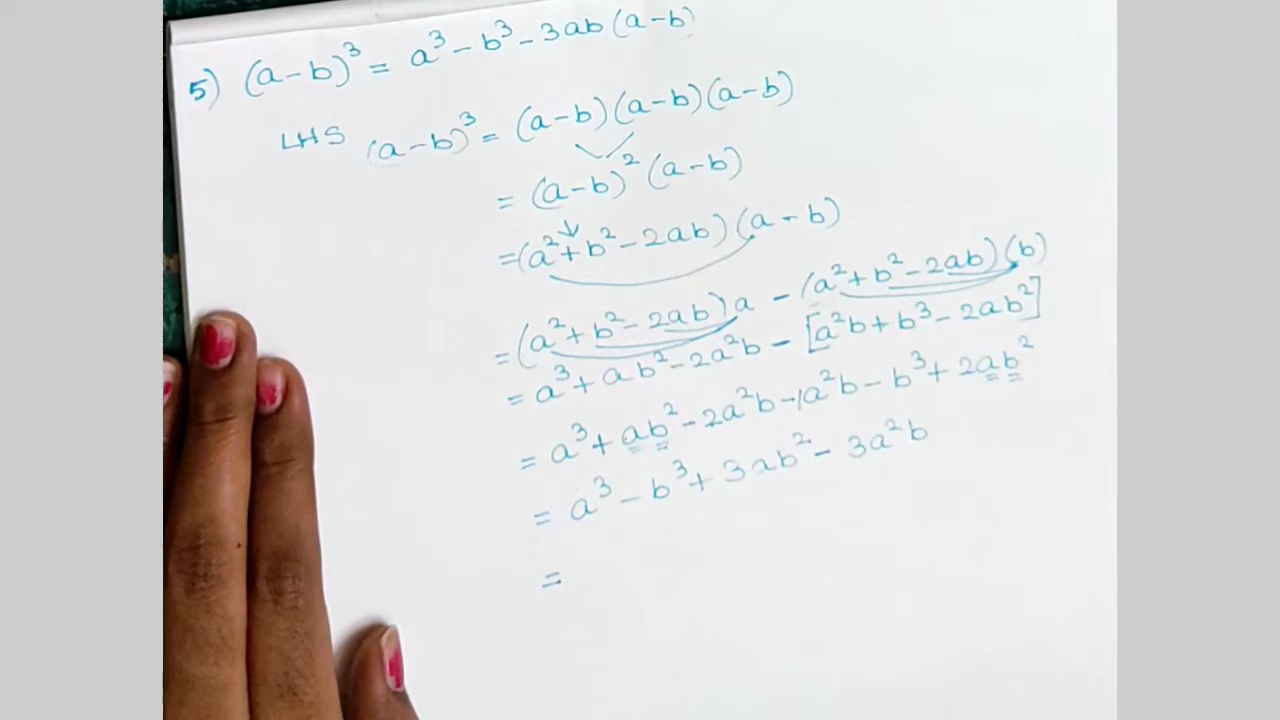 5) (a-b)³ = a³ - b³ - 3ab(a-b)
LHS (a-b)³ = (a-b)(a-b)(a-b)
= (a-b)² (a-b)
= (a² + b² - 2ab)(a - b)
= (a² + b² - 2ab)a - (a² + b² - 2ab)(b)
= a³ + ab² - 2a²b - [a²b + b³ - 2ab²]
= a³ + ab² - 2a²b - 1a²b - b³ + 2ab²
= a³ - b³ + 3ab² - 3a²b
=